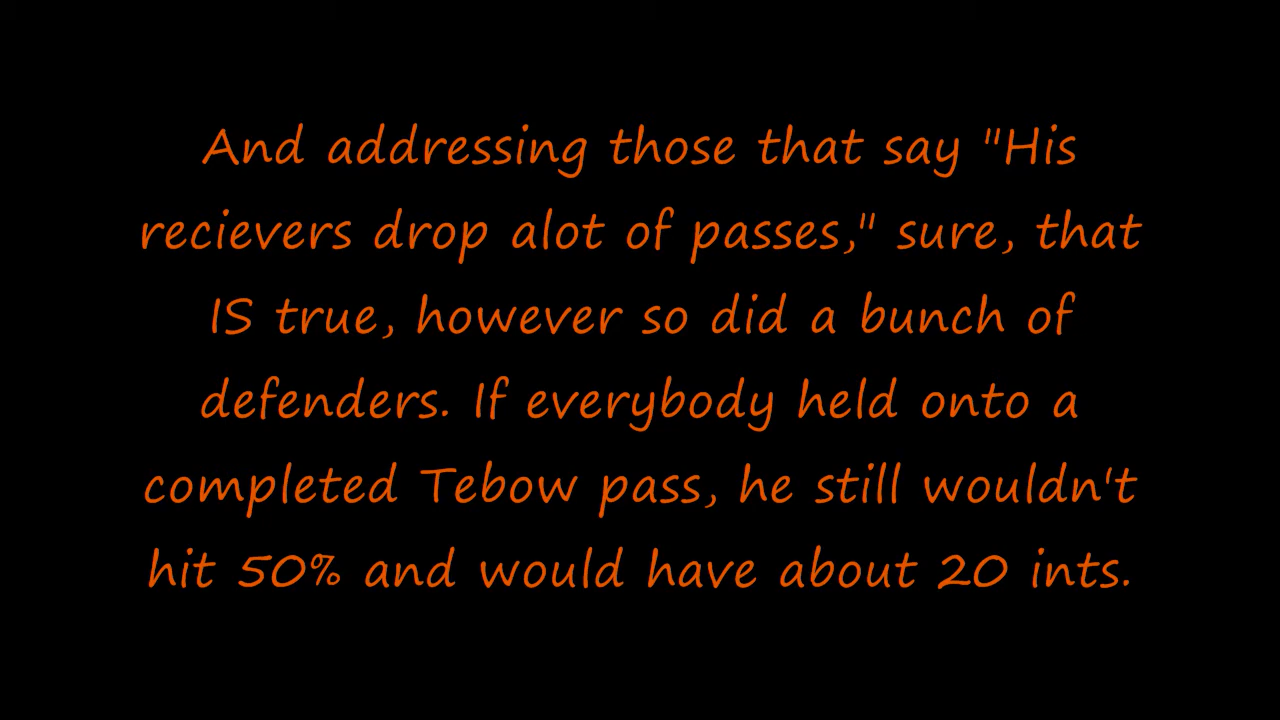 And addressing those that say "His
recievers drop alot of passes," sure, that
IS true, however so did a bunch of
defenders. If everybody held onto a
completed Tebow pass, he still wouldn't
hit 50% and would have about 20 ints.